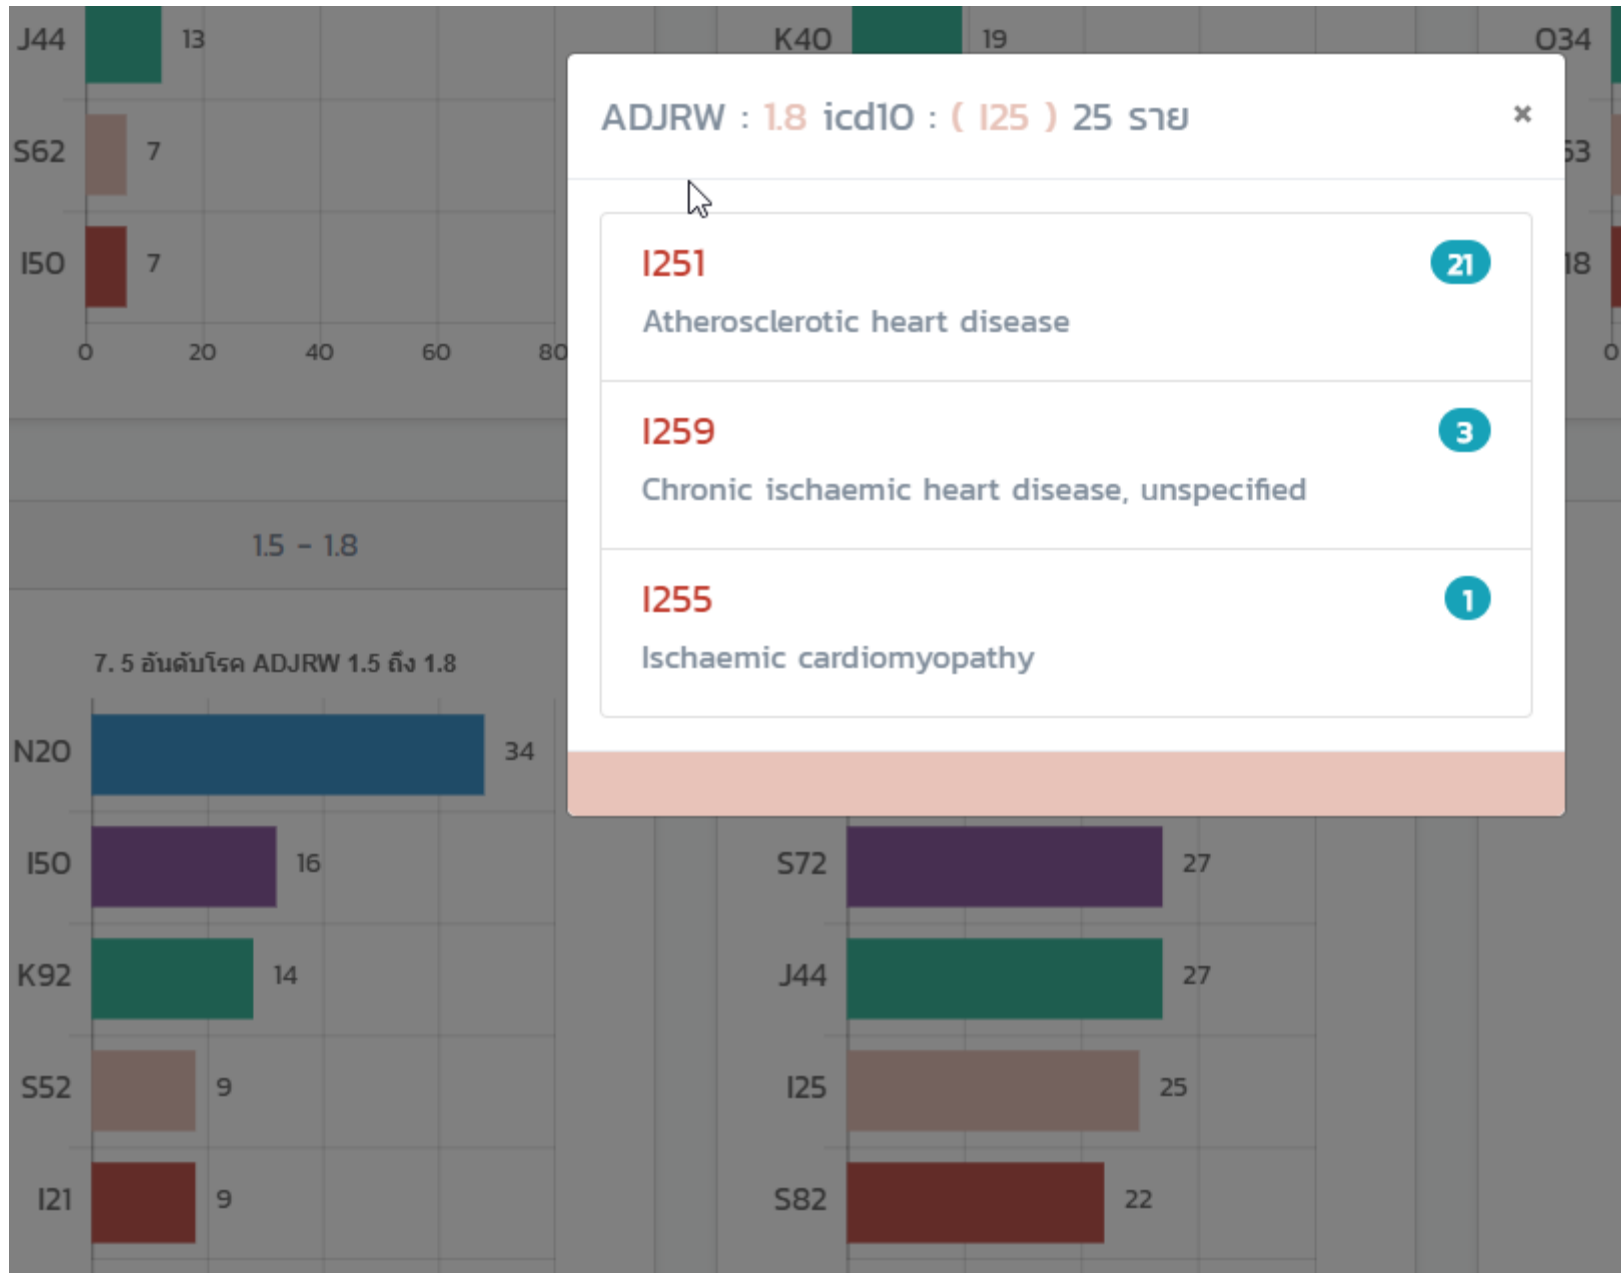 J44 13
S62 7
I50 7
0 20 40 60 80
K40 19
O34
53
18
0
ADJRW : 1.8 icd10 : ( I25 ) 25 ราย ×
I251 21
Atherosclerotic heart disease
I259 3
Chronic ischaemic heart disease, unspecified
I255 1
Ischaemic cardiomyopathy
1.5 - 1.8
7. 5 อันดับโรค ADJRW 1.5 ถึง 1.8
N20 34
I50 16
K92 14
S52 9
I21 9
S72 27
J44 27
I25 25
S82 22